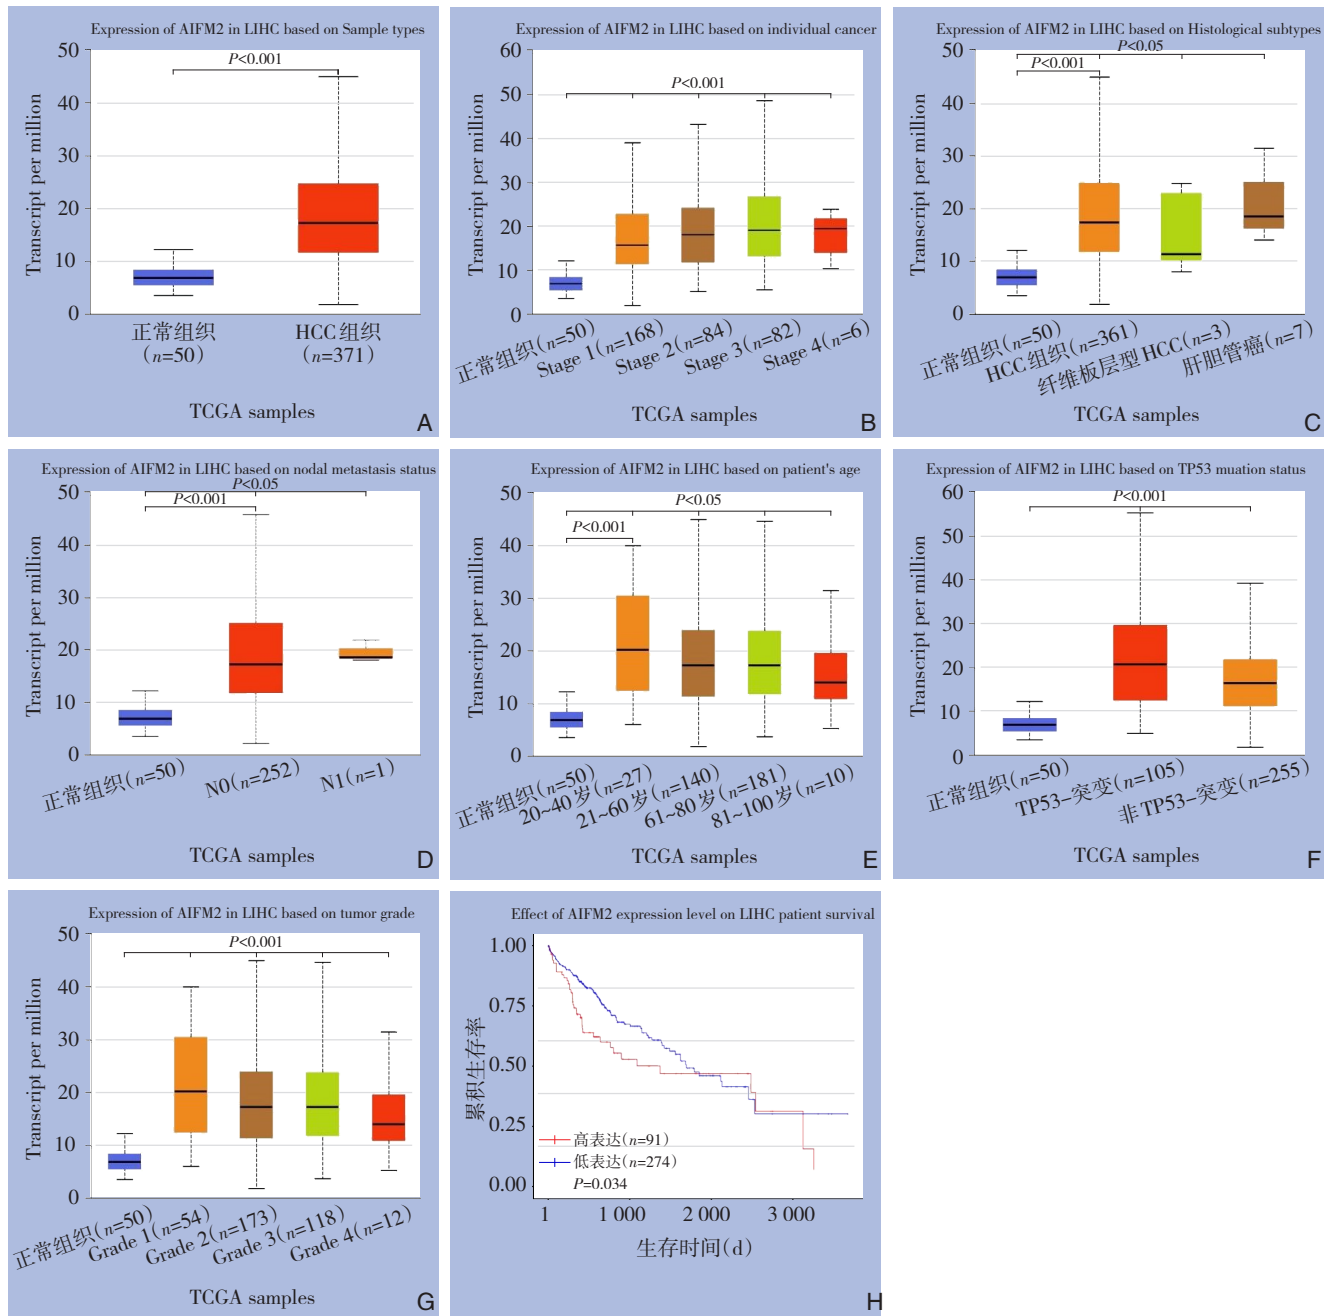 Expression of AIFM2 in LIHC based on Sample types
50
40
30
20
10
0
Transcript per million
P<0.001
正常组织
(n=50)
HCC组织
(n=371)
TCGA samples
A
Expression of AIFM2 in LIHC based on individual cancer
60
50
40
30
20
10
0
Transcript per million
P<0.001
正常组织(n=50)
Stage 1(n=168)
Stage 2(n=84)
Stage 3(n=82)
Stage 4(n=6)
TCGA samples
B
Expression of AIFM2 in LIHC based on Histological subtypes
50
40
30
20
10
0
Transcript per million
P<0.05
P<0.001
正常组织(n=50)
HCC组织(n=361)
纤维板层型HCC(n=3)
肝胆管癌(n=7)
TCGA samples
C
Expression of AIFM2 in LIHC based on nodal metastasis status
50
40
30
20
10
0
Transcript per million
P<0.05
P<0.001
正常组织(n=50)
N0(n=252)
N1(n=1)
TCGA samples
D
Expression of AIFM2 in LIHC based on patient's age
50
40
30
20
10
0
Transcript per million
P<0.05
P<0.001
正常组织(n=50)
20~40岁(n=27)
21~60岁(n=140)
61~80岁(n=181)
81~100岁(n=10)
TCGA samples
E
Expression of AIFM2 in LIHC based on TP53 muation status
60
50
40
30
20
10
0
Transcript per million
P<0.001
正常组织(n=50)
TP53-突变(n=105)
非TP53-突变(n=255)
TCGA samples
F
Expression of AIFM2 in LIHC based on tumor grade
50
40
30
20
10
0
Transcript per million
P<0.001
正常组织(n=50)
Grade 1(n=54)
Grade 2(n=173)
Grade 3(n=118)
Grade 4(n=12)
TCGA samples
G
Effect of AIFM2 expression level on LIHC patient survival
1.00
0.75
0.50
0.25
0.00
累积生存率
高表达(n=91)
低表达(n=274)
P=0.034
1
1 000
2 000
3 000
生存时间(d)
H